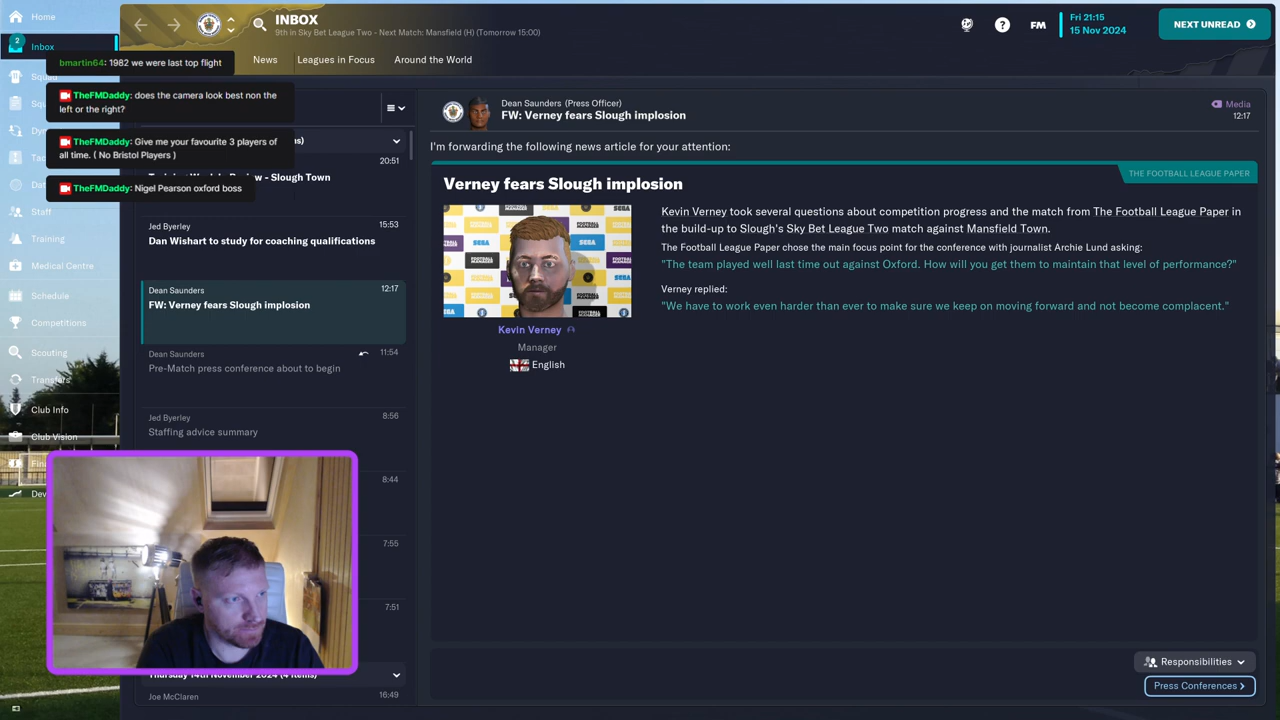 Home
2
Inbox
Squad
Staff
Training
Medical Centre
Schedule
Competitions
Scouting
Transfers
Club Info
Club Vision
Dev
INBOX
9th in Sky Bet League Two - Next Match: Mansfield (H) (Tomorrow 15:00)
FM
Fri 21:15
15 Nov 2024
NEXT UNREAD
News
Leagues in Focus
Around the World
bmartin64: 1982 we were last top flight
TheFMDaddy: does the camera look best non the
left or the right?
TheFMDaddy: Give me your favourite 3 players of
all time. ( No Bristol Players )
TheFMDaddy: Nigel Pearson oxford boss
20:51
- Slough Town
Jed Byerley
15:53
Dan Wishart to study for coaching qualifications
Dean Saunders
12:17
FW: Verney fears Slough implosion
Dean Saunders
11:54
Pre-Match press conference about to begin
Jed Byerley
8:56
Staffing advice summary
8:44
7:55
7:51
Thursday 14th November 2024 (4 items)
Joe McClaren
16:49
Dean Saunders (Press Officer)
FW: Verney fears Slough implosion
Media
12:17
I'm forwarding the following news article for your attention:
THE FOOTBALL LEAGUE PAPER
Verney fears Slough implosion
Kevin Verney
Manager
English
Kevin Verney took several questions about competition progress and the match from The Football League Paper in
the build-up to Slough's Sky Bet League Two match against Mansfield Town.
The Football League Paper chose the main focus point for the conference with journalist Archie Lund asking:
"The team played well last time out against Oxford. How will you get them to maintain that level of performance?"
Verney replied:
"We have to work even harder than ever to make sure we keep on moving forward and not become complacent."
Responsibilities
Press Conferences